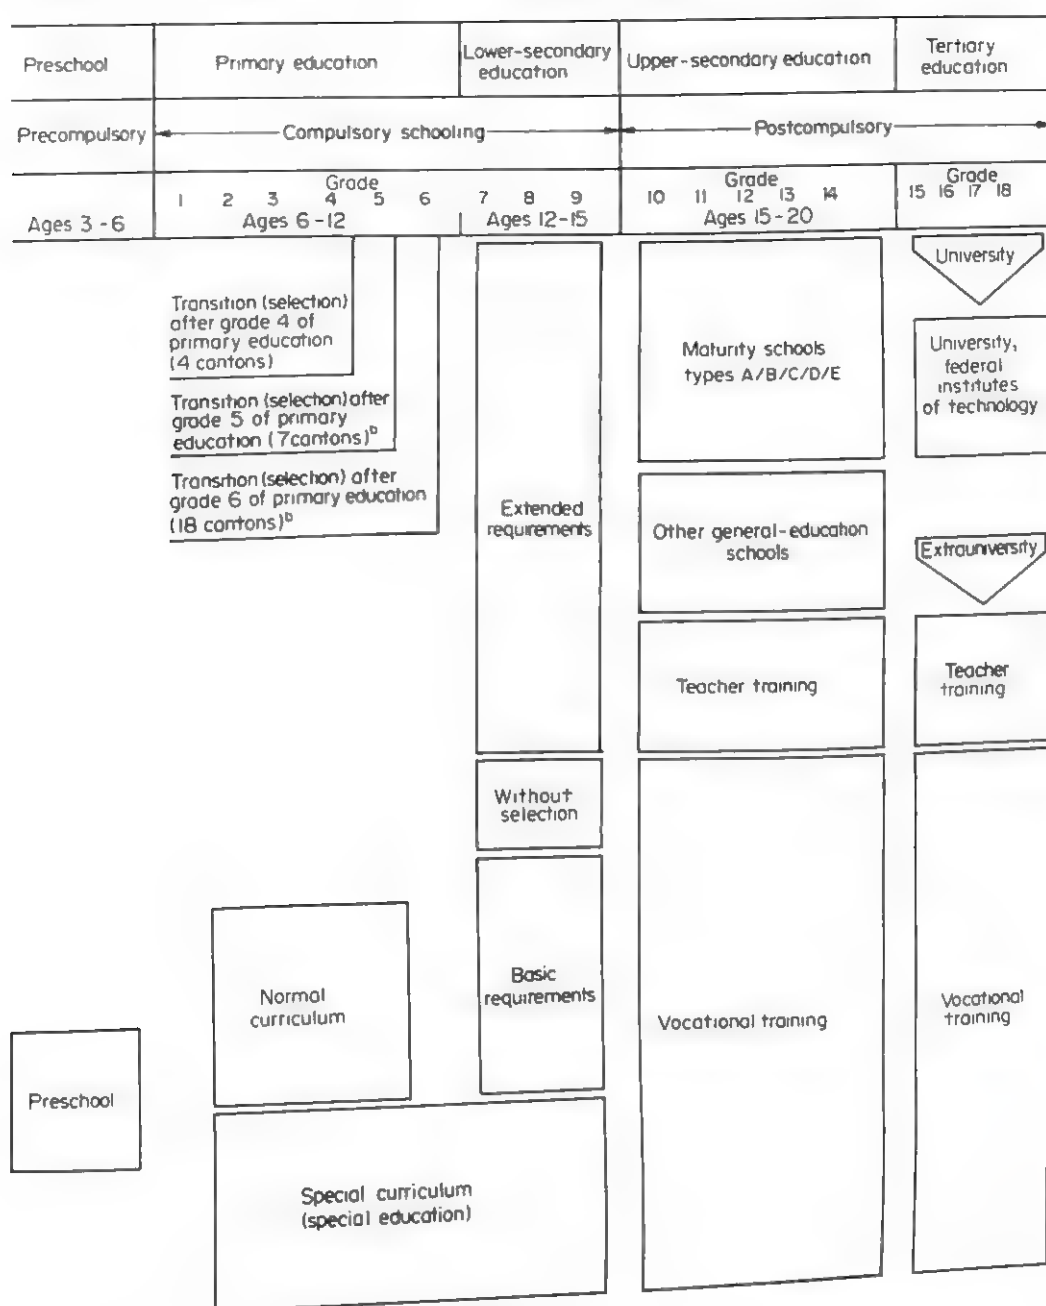 Preschool
Primary education
Lower-secondary
education
Upper-secondary education
Tertiary
education
Precompulsory
Compulsory schooling
Postcompulsory
Ages 3-6
Grade
1 2 3 4 5 6
Ages 6-12
7 8 9
Ages 12-15
Grade
10 11 12 13 14
Ages 15-20
Grade
15 16 17 18
Transition (selection)
after grade 4 of
primary education
(4 cantons)
Transition (selection) after
grade 5 of primary
education (7 cantons)ᵇ
Transition (selection) after
grade 6 of primary education
(18 cantons)ᵇ
Extended
requirements
Without
selection
Basic
requirements
Normal
curriculum
Preschool
Special curriculum
(special education)
Maturity schools
types A/B/C/D/E
Other general-education
schools
Teacher training
Vocational training
University
University,
federal
institutes
of technology
Extrauniversity
Teacher
training
Vocational
training